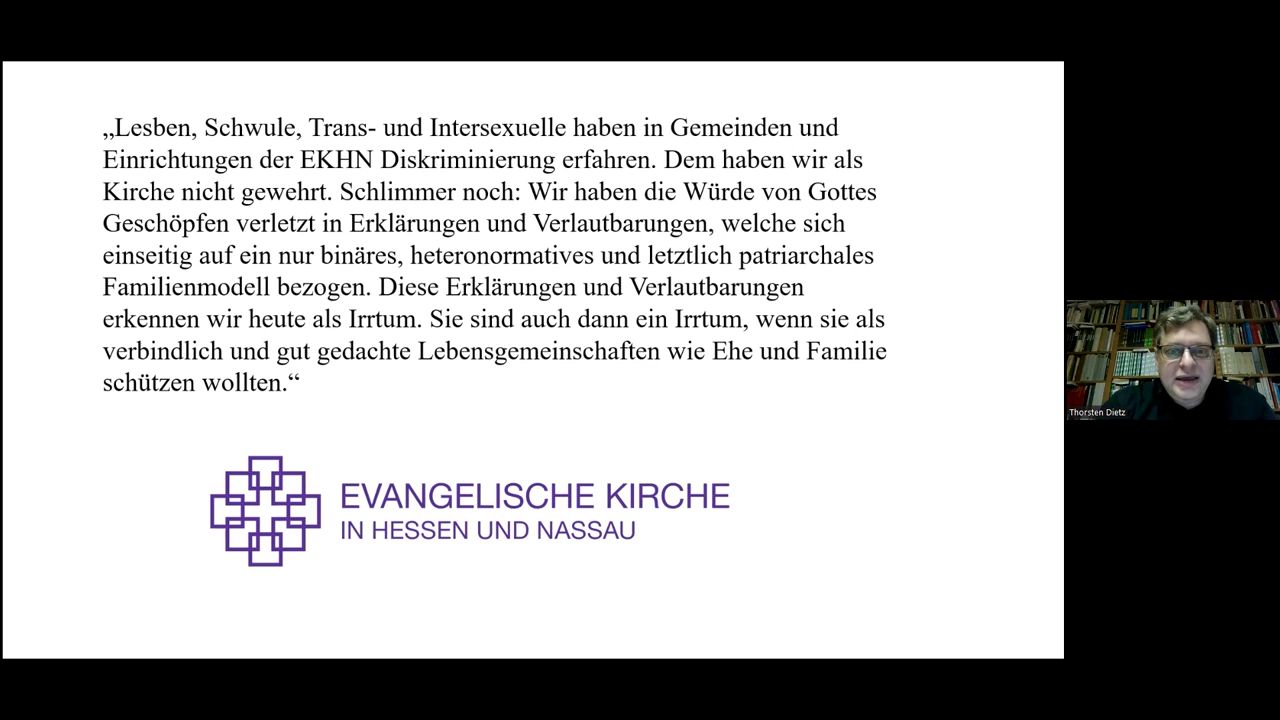 „Lesben, Schwule, Trans- und Intersexuelle haben in Gemeinden und
Einrichtungen der EKHN Diskriminierung erfahren. Dem haben wir als
Kirche nicht gewehrt. Schlimmer noch: Wir haben die Würde von Gottes
Geschöpfen verletzt in Erklärungen und Verlautbarungen, welche sich
einseitig auf ein nur binäres, heteronormatives und letztlich patriarchales
Familienmodell bezogen. Diese Erklärungen und Verlautbarungen
erkennen wir heute als Irrtum. Sie sind auch dann ein Irrtum, wenn sie als
verbindlich und gut gedachte Lebensgemeinschaften wie Ehe und Familie
schützen wollten.“
EVANGELISCHE KIRCHE
IN HESSEN UND NASSAU
Thorsten Dietz